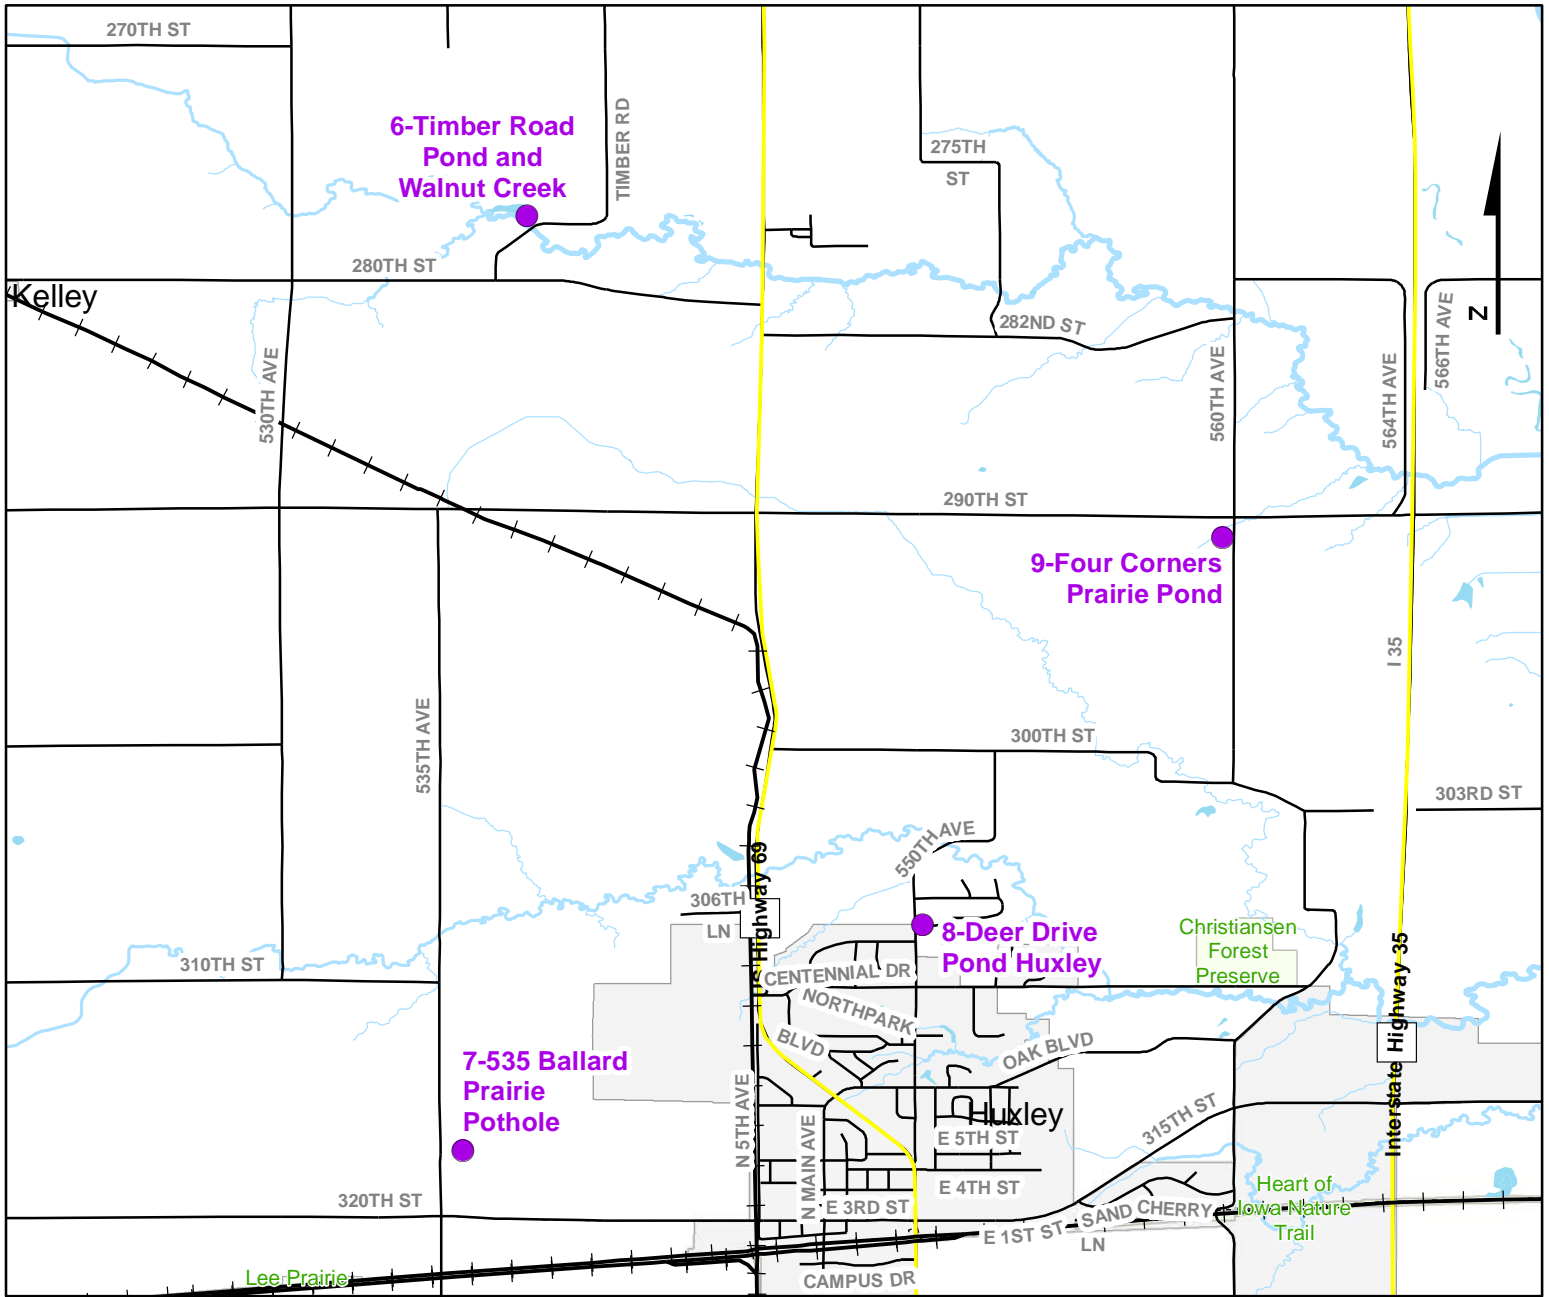 270TH ST
6-Timber Road
Pond and
Walnut Creek
TIMBER RD
275TH
ST
280TH ST
Kelley
282ND ST
N
530TH AVE
560TH AVE
564TH AVE
566TH AVE
290TH ST
9-Four Corners
Prairie Pond
I 35
535TH AVE
300TH ST
303RD ST
550TH AVE
US Highway 69
306TH
LN
8-Deer Drive
Pond Huxley
Christiansen
Forest
Preserve
310TH ST
CENTENNIAL DR
NORTHPARK
BLVD
OAK BLVD
Interstate Highway 35
7-535 Ballard
Prairie
Pothole
N 5TH AVE
N MAIN AVE
Huxley
315TH ST
E 5TH ST
E 4TH ST
E 3RD ST
320TH ST
SAND CHERRY
LN
E 1ST ST
Heart of
Iowa Nature
Trail
Lee Prairie
CAMPUS DR